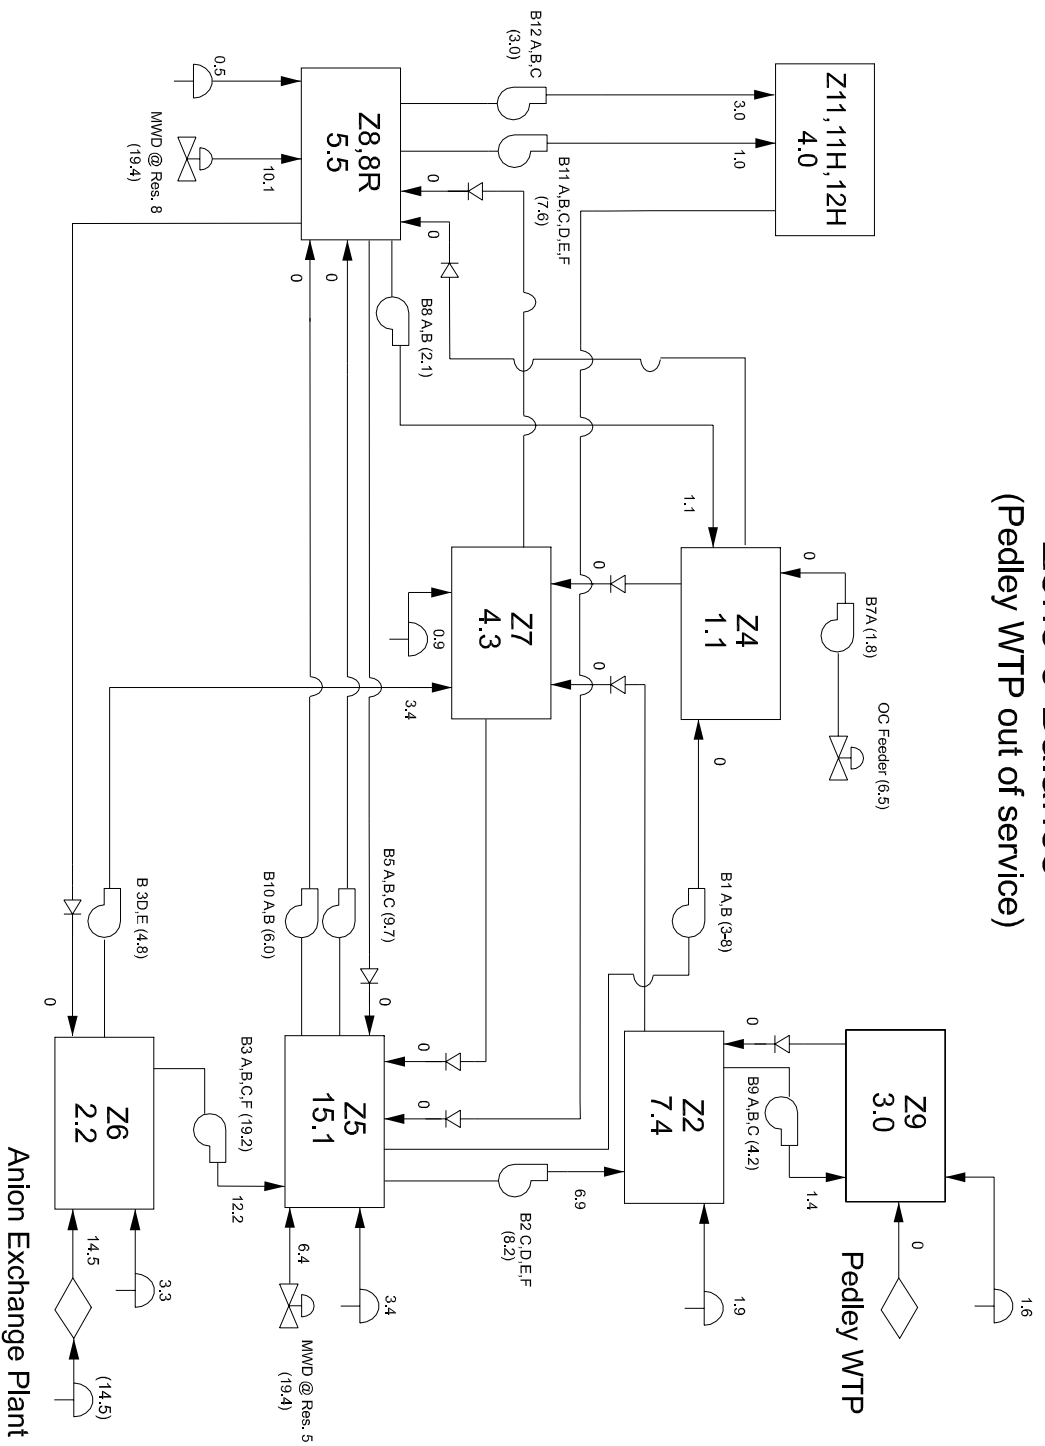 (Pedley WTP out of service)
1.6
Z9
3.0
0
Pedley WTP
OC Feeder (6.5)
B7A (1.8)
0
Z11,11H,12H
4.0
3.0
1.0
Z4
1.1
1.1
0
B1 A,B (3-8)
0
B9 A,B,C (4.2)
1.4
Z2
7.4
1.9
6.9
B2 C,D,E,F
(8.2)
B12 A,B,C
(3.0)
B11 A,B,C,D,E,F
(7.6)
0
0
Z7
4.3
0.9
3.4
0
0
B8 A,B (2.1)
Z8,8R
5.5
0.5
10.1
MWD @ Res. 8
(19.4)
0
0
B5 A,B,C (9.7)
B10 A,B (6.0)
0
0
0
Z5
15.1
3.4
6.4
MWD @ Res. 5
(19.4)
B3 A,B,C,F (19.2)
12.2
B 3D,E (4.8)
0
Z6
2.2
3.3
14.5
(14.5)
Anion Exchange Plant